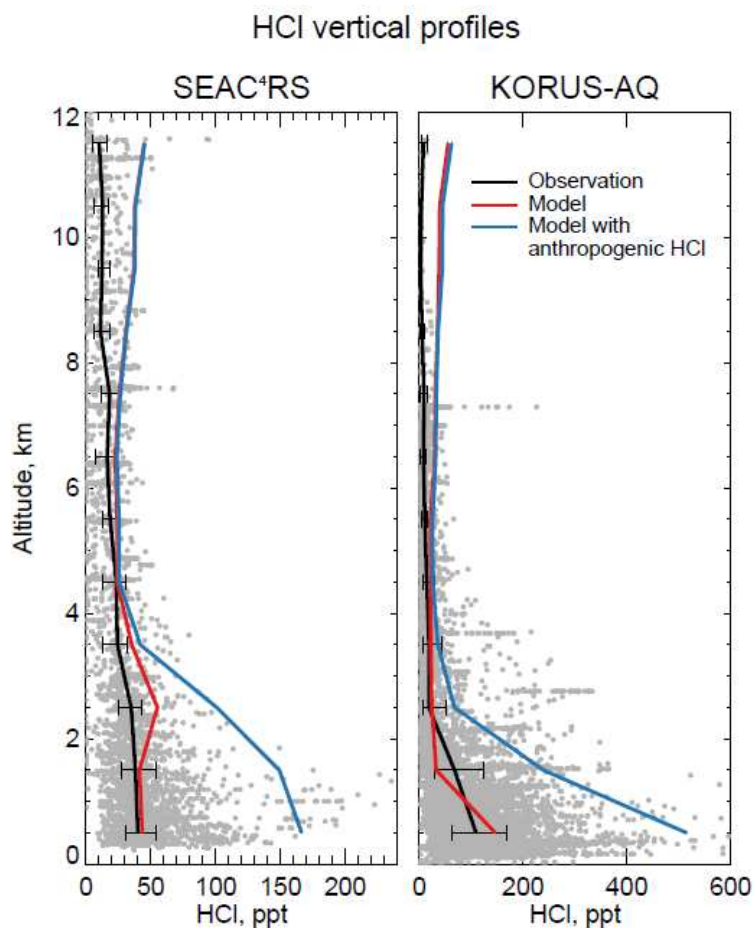 HCl vertical profiles
SEAC⁴RS
KORUS-AQ
12
10
8
6
4
2
0
Altitude, km
Observation
Model
Model with
anthropogenic HCl
0 50 100 150 200
0 200 400 600
HCl, ppt
HCl, ppt